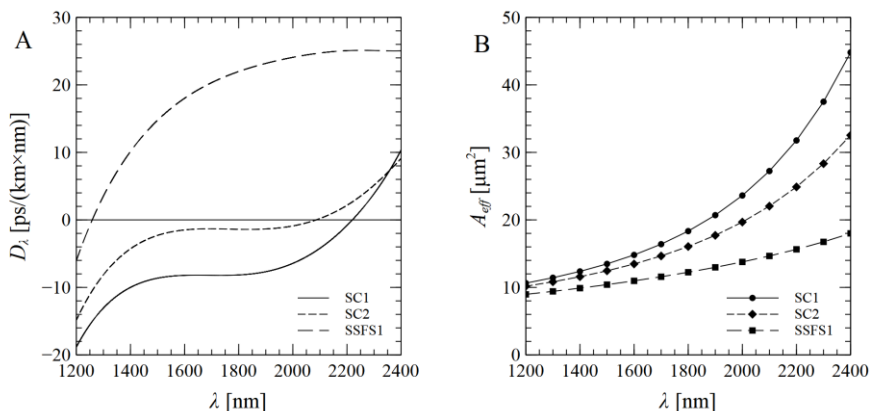 A
30
20
10
0
−10
−20
D_λ [ps/(km×nm)]
SC1
SC2
SSFS1
1200 1400 1600 1800 2000 2200 2400
λ [nm]
B
50
40
30
20
10
0
A_eff [μm²]
SC1
SC2
SSFS1
1200 1400 1600 1800 2000 2200 2400
λ [nm]